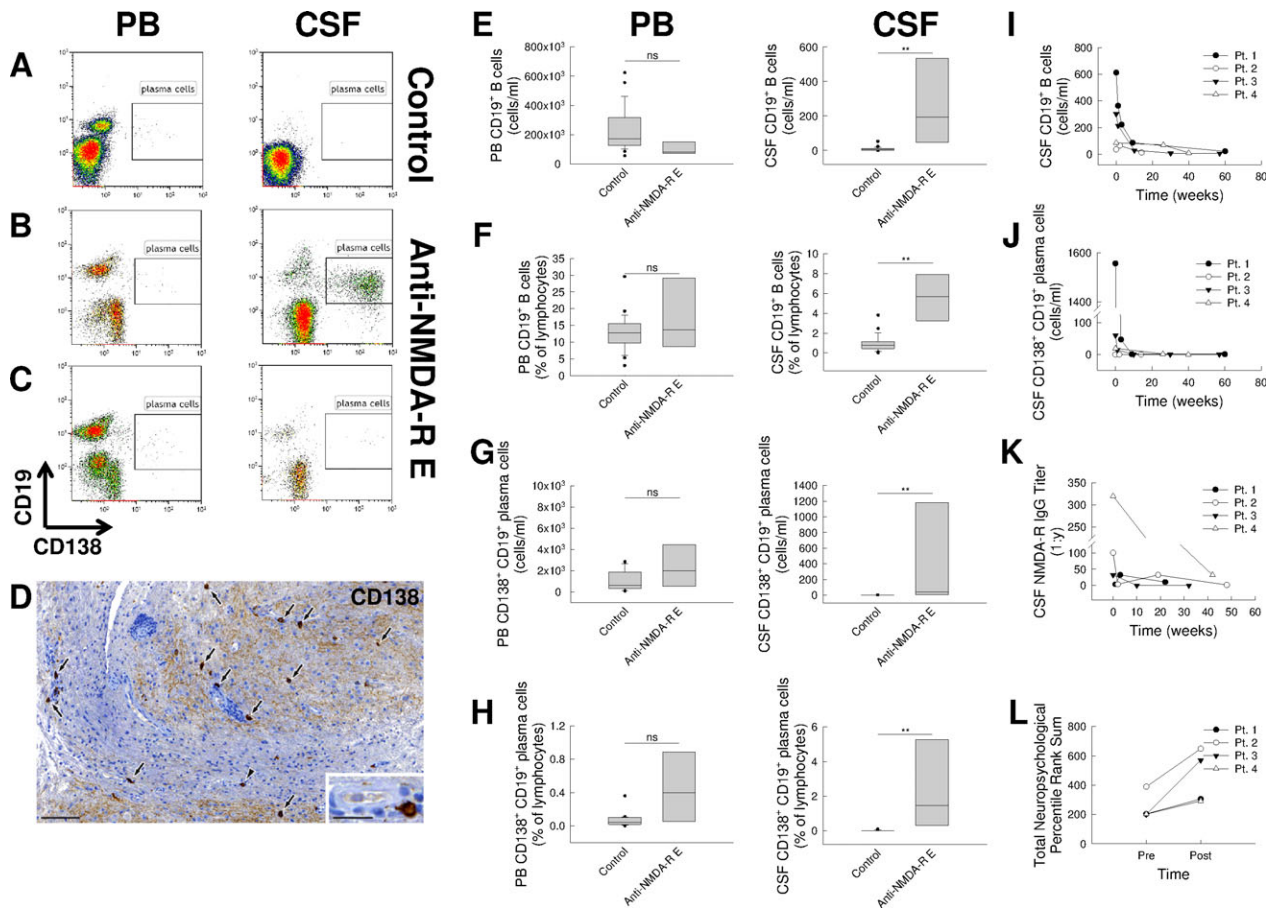 PB CSF
A
plasma cells
plasma cells
Control
B
plasma cells
plasma cells
Anti-NMDA-R E
C
plasma cells
plasma cells
CD19
CD138
D
CD138
E
PB CSF
PB CD19⁺ B cells
(cells/ml)
800x10³
600x10³
400x10³
200x10³
0
ns
Control
Anti-NMDA-R E
CSF CD19⁺ B cells
(cells/ml)
600
400
200
0
**
Control
Anti-NMDA-R E
F
PB CD19⁺ B cells
(% of lymphocytes)
35
30
25
20
15
10
5
0
ns
Control
Anti-NMDA-R E
CSF CD19⁺ B cells
(% of lymphocytes)
10
8
6
4
2
0
**
Control
Anti-NMDA-R E
G
PB CD138⁺ CD19⁺ plasma cells
(cells/ml)
10x10³
8x10³
6x10³
4x10³
2x10³
0
ns
Control
Anti-NMDA-R E
CSF CD138⁺ CD19⁺ plasma cells
(cells/ml)
1400
1200
1000
800
600
400
200
0
**
Control
Anti-NMDA-R E
H
PB CD138⁺ CD19⁺ plasma cells
(% of lymphocytes)
1.2
0.8
0.4
0.0
ns
Control
Anti-NMDA-R E
CSF CD138⁺ CD19⁺ plasma cells
(% of lymphocytes)
6
4
2
0
**
Control
Anti-NMDA-R E
I
CSF CD19⁺ B cells
(cells/ml)
800
600
400
200
0
Pt. 1
Pt. 2
Pt. 3
Pt. 4
0 20 40 60 80
Time (weeks)
J
CSF CD138⁺ CD19⁺ plasma cells
(cells/ml)
1600
1400
100
50
0
Pt. 1
Pt. 2
Pt. 3
Pt. 4
0 20 40 60 80
Time (weeks)
K
CSF NMDA-R IgG Titer
(1:y)
350
300
100
50
0
Pt. 1
Pt. 2
Pt. 3
Pt. 4
0 10 20 30 40 50
Time (weeks)
L
Total Neuropsychological
Percentile Rank Sum
800
600
400
200
0
Pt. 1
Pt. 2
Pt. 3
Pt. 4
Pre Post
Time